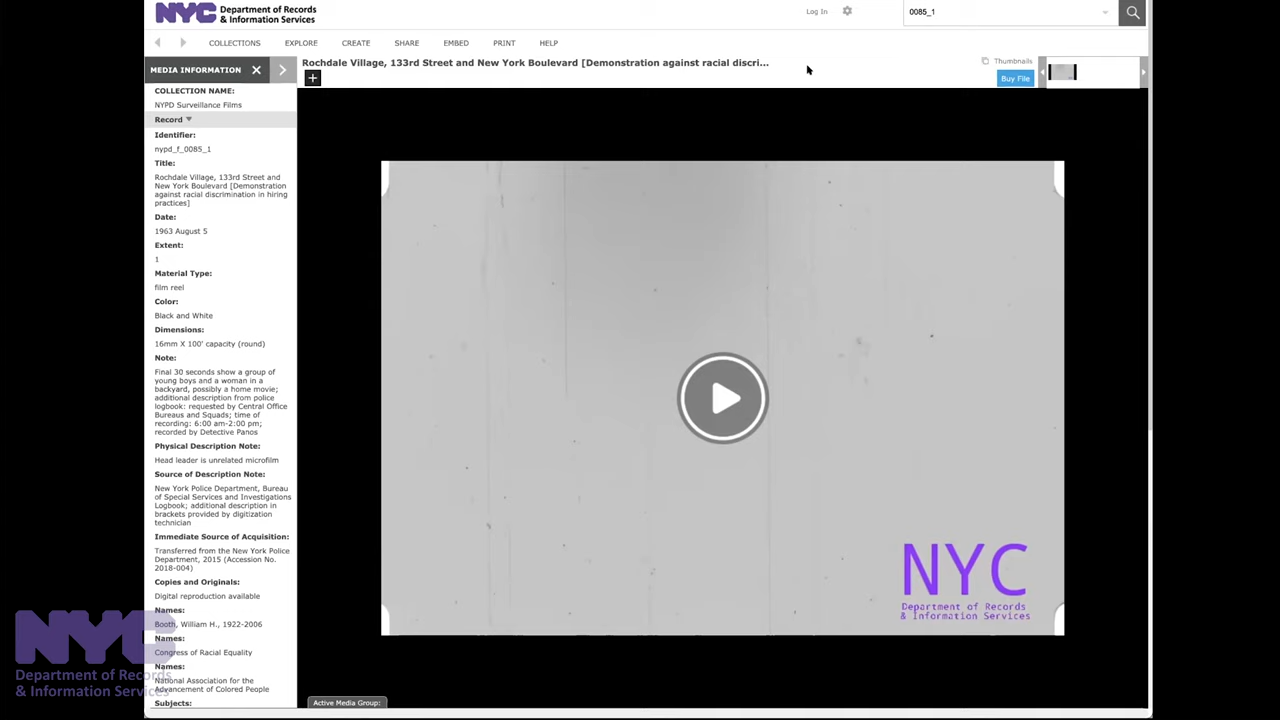 NYC Department of Records
& Information Services
Log In
0085_1
COLLECTIONS EXPLORE CREATE SHARE EMBED PRINT HELP
MEDIA INFORMATION
Rochdale Village, 133rd Street and New York Boulevard [Demonstration against racial discri...
Thumbnails
Buy File
COLLECTION NAME:
NYPD Surveillance Films
Record
Identifier:
nypd_f_0085_1
Title:
Rochdale Village, 133rd Street and
New York Boulevard [Demonstration
against racial discrimination in hiring
practices]
Date:
1963 August 5
Extent:
1
Material Type:
film reel
Color:
Black and White
Dimensions:
16mm X 100' capacity (round)
Note:
Final 30 seconds show a group of
young boys and a woman in a
backyard, possibly a home movie;
additional description from police
logbook: requested by Central Office
Bureaus and Squads; time of
recording: 6:00 am-2:00 pm;
recorded by Detective Panos
Physical Description Note:
Head leader is unrelated microfilm
Source of Description Note:
New York Police Department, Bureau
of Special Services and Investigations
Logbook; additional description in
brackets provided by digitization
technician
Immediate Source of Acquisition:
Transferred from the New York Police
Department, 2015 (Accession No.
2018-004)
Copies and Originals:
Digital reproduction available
Names:
Booth, William H., 1922-2006
Names:
Congress of Racial Equality
Names:
National Association for the
Advancement of Colored People
Subjects:
NYC
Department of Records
& Information Services
Active Media Group:
NYC
Department of Records
& Information Services